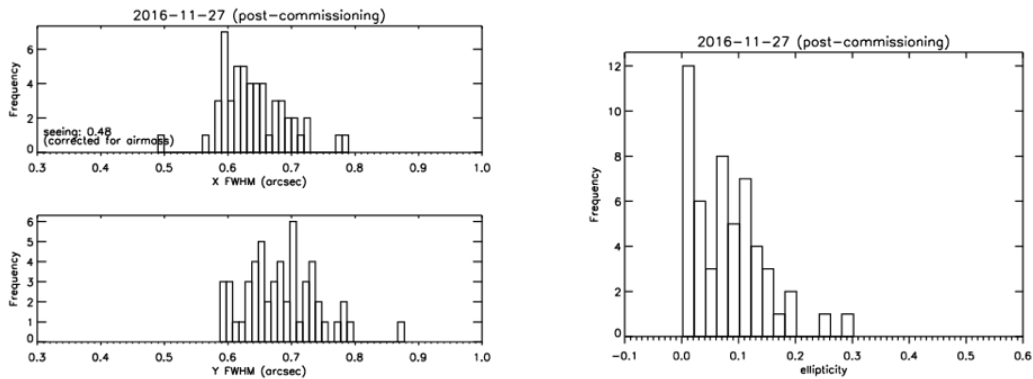 2016-11-27 (post-commissioning)
6
4
2
0
Frequency
seeing: 0.48
(corrected for airmass)
0.3 0.4 0.5 0.6 0.7 0.8 0.9 1.0
X FWHM (arcsec)
6
5
4
3
2
1
0
Frequency
0.3 0.4 0.5 0.6 0.7 0.8 0.9 1.0
Y FWHM (arcsec)
2016-11-27 (post-commissioning)
12
10
8
6
4
2
0
Frequency
-0.1 0.0 0.1 0.2 0.3 0.4 0.5 0.6
ellipticity